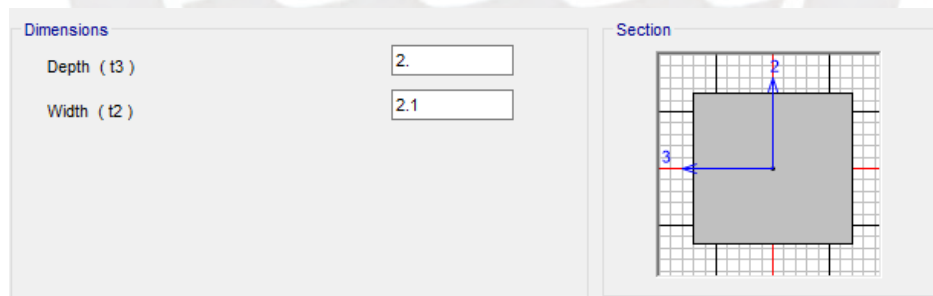 Dimensions
Depth ( t3 )
2.
Width ( t2 )
2.1
Section
2
3